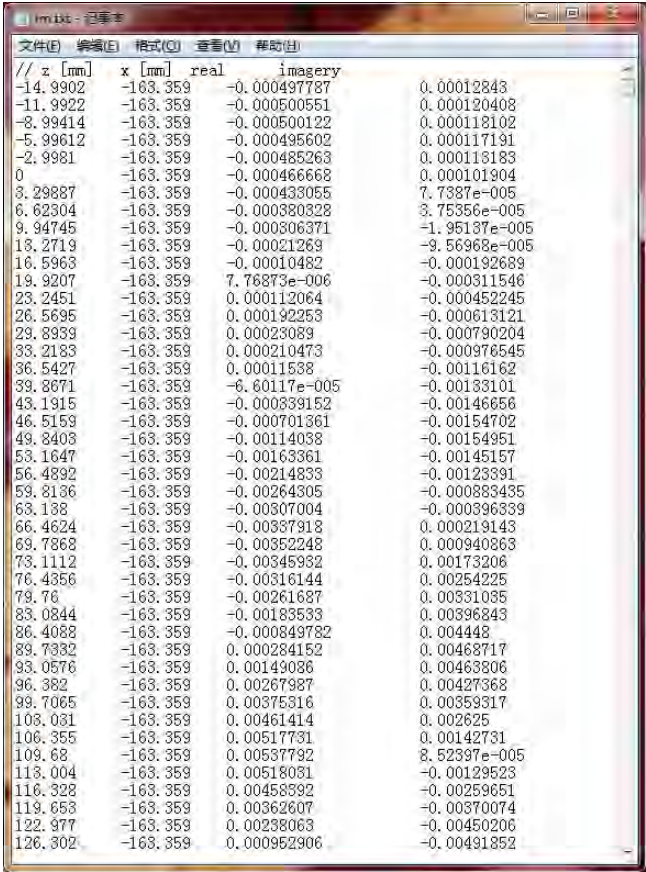 im.txt - 记事本
文件(F) 编辑(E) 格式(O) 查看(V) 帮助(H)
// z [mm] x [mm] real imagery
-14.9902 -163.359 -0.000497787 0.00012843
-11.9922 -163.359 -0.000500551 0.000120408
-8.99414 -163.359 -0.000500122 0.000118102
-5.99612 -163.359 -0.000495602 0.000117191
-2.9981 -163.359 -0.000485263 0.000113183
0 -163.359 -0.000466668 0.000101904
3.29887 -163.359 -0.000433055 7.7387e-005
6.62304 -163.359 -0.000380328 3.75356e-005
9.94745 -163.359 -0.000306371 -1.95137e-005
13.2719 -163.359 -0.00021269 -9.56968e-005
16.5963 -163.359 -0.00010482 -0.000192689
19.9207 -163.359 7.76873e-006 -0.000311546
23.2451 -163.359 0.000112064 -0.000452245
26.5695 -163.359 0.000192253 -0.000613121
29.8939 -163.359 0.00023089 -0.000790204
33.2183 -163.359 0.000210473 -0.000976545
36.5427 -163.359 0.00011538 -0.00116162
39.8671 -163.359 -6.60117e-005 -0.00133101
43.1915 -163.359 -0.000339152 -0.00146656
46.5159 -163.359 -0.000701361 -0.00154702
49.8403 -163.359 -0.00114038 -0.00154951
53.1647 -163.359 -0.00163361 -0.00145157
56.4892 -163.359 -0.00214833 -0.00123391
59.8136 -163.359 -0.00264305 -0.000883435
63.138 -163.359 -0.00307004 -0.000396339
66.4624 -163.359 -0.00337918 0.000219143
69.7868 -163.359 -0.00352248 0.000940863
73.1112 -163.359 -0.00345932 0.00173206
76.4356 -163.359 -0.00316144 0.00254225
79.76 -163.359 -0.00261687 0.00331035
83.0844 -163.359 -0.00183533 0.00396843
86.4088 -163.359 -0.000849782 0.004448
89.7332 -163.359 0.000284152 0.00468717
93.0576 -163.359 0.00149086 0.00463806
96.382 -163.359 0.00267987 0.00427368
99.7065 -163.359 0.00375316 0.00359317
103.031 -163.359 0.00461414 0.002625
106.355 -163.359 0.00517731 0.00142731
109.68 -163.359 0.00537792 8.52397e-005
113.004 -163.359 0.00518031 -0.00129523
116.328 -163.359 0.00458392 -0.00259651
119.653 -163.359 0.00362607 -0.00370074
122.977 -163.359 0.00238063 -0.00450206
126.302 -163.359 0.000952906 -0.00491852